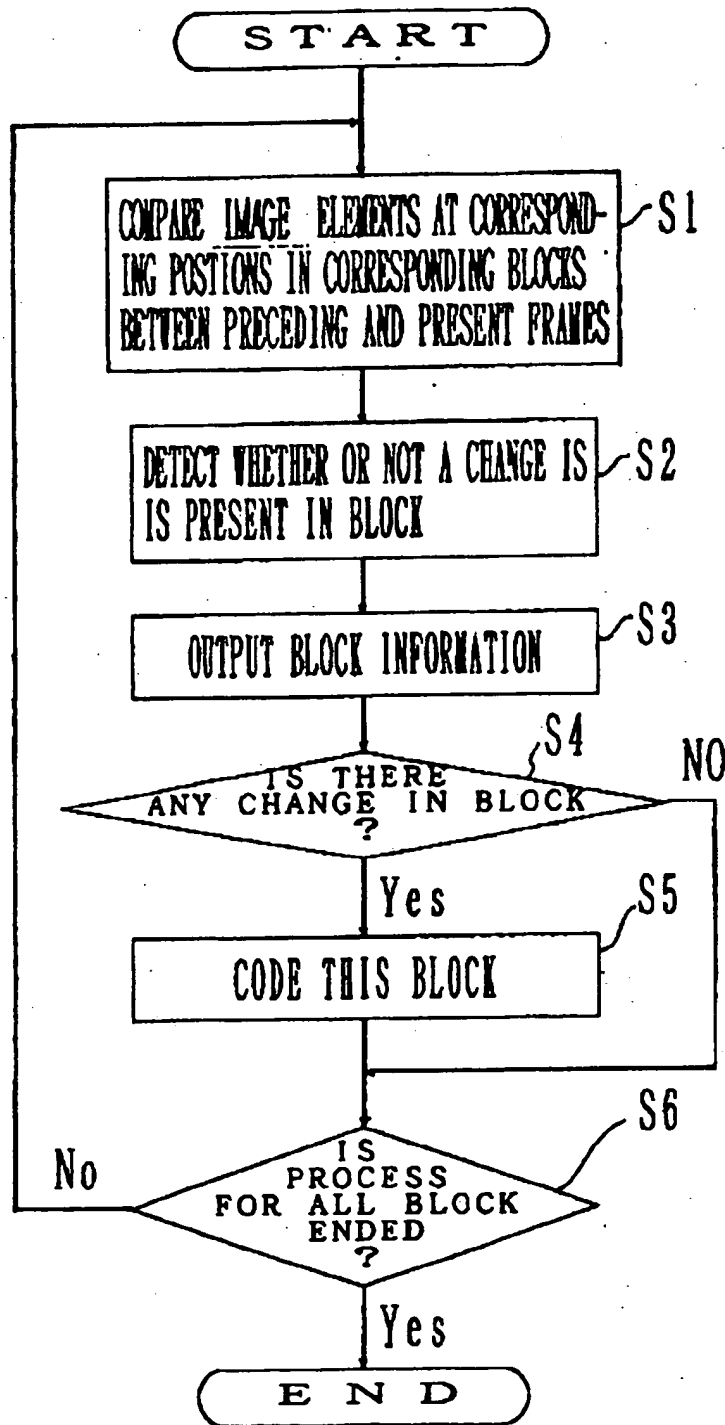 START
COMPARE IMAGE ELEMENTS AT CORRESPOND-
ING POSTIONS IN CORRESPONDING BLOCKS
BETWEEN PRECEDING AND PRESENT FRAMES
S1
DETECT WHETHER OR NOT A CHANGE IS
IS PRESENT IN BLOCK
S2
OUTPUT BLOCK INFORMATION
S3
S4
IS THERE
ANY CHANGE IN BLOCK
?
NO
Yes
S5
CODE THIS BLOCK
S6
IS
PROCESS
FOR ALL BLOCK
ENDED
?
No
Yes
END